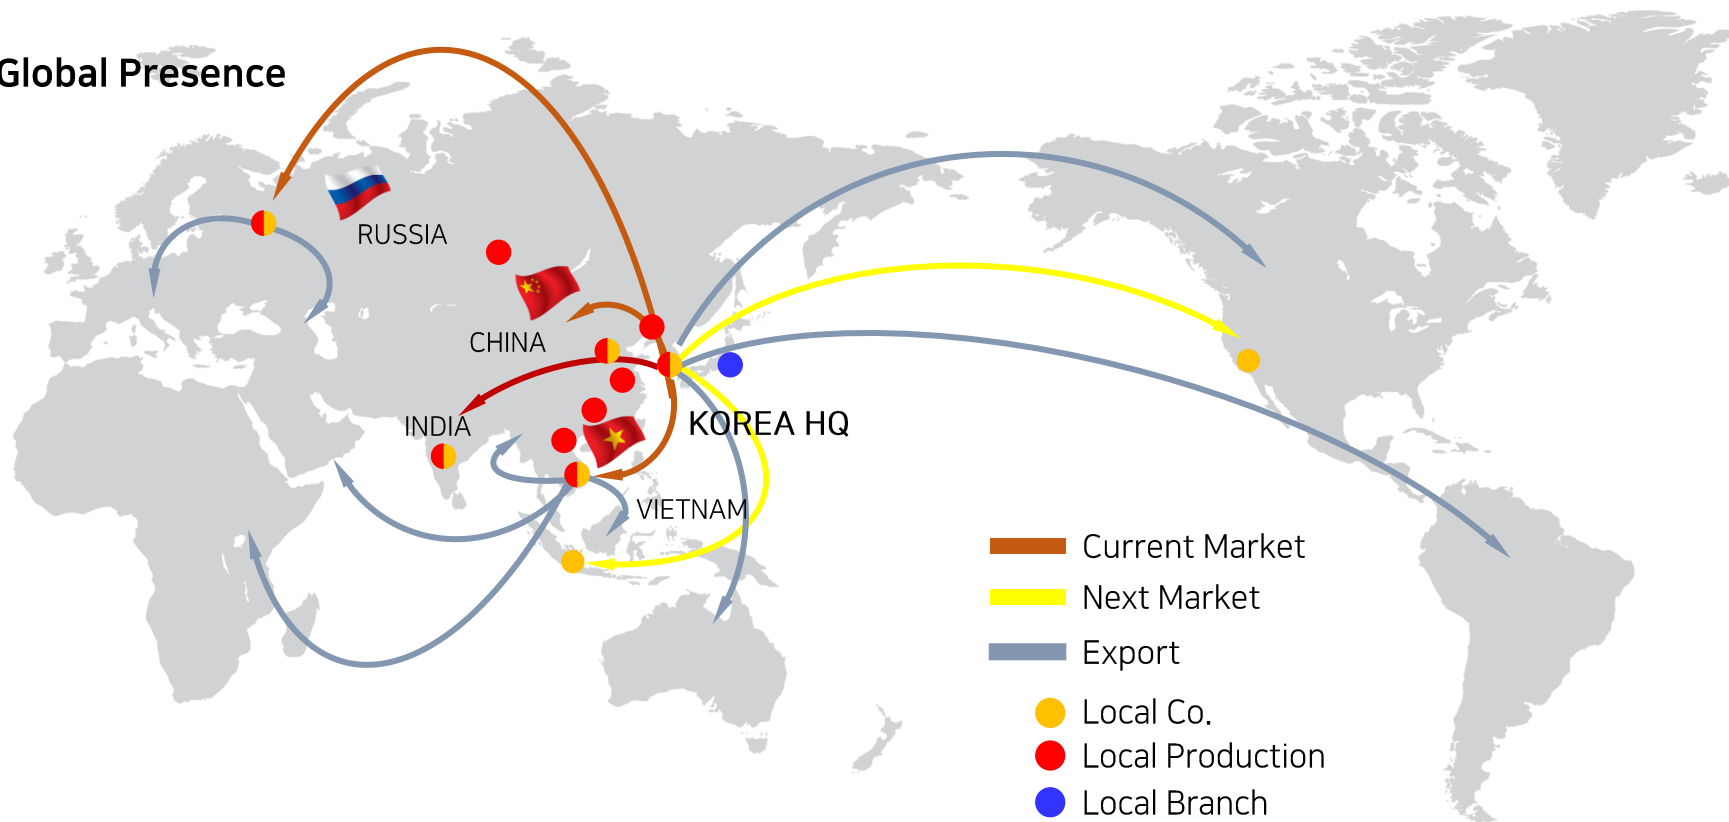 Global Presence
RUSSIA
CHINA
INDIA
KOREA HQ
VIETNAM
Current Market
Next Market
Export
Local Co.
Local Production
Local Branch